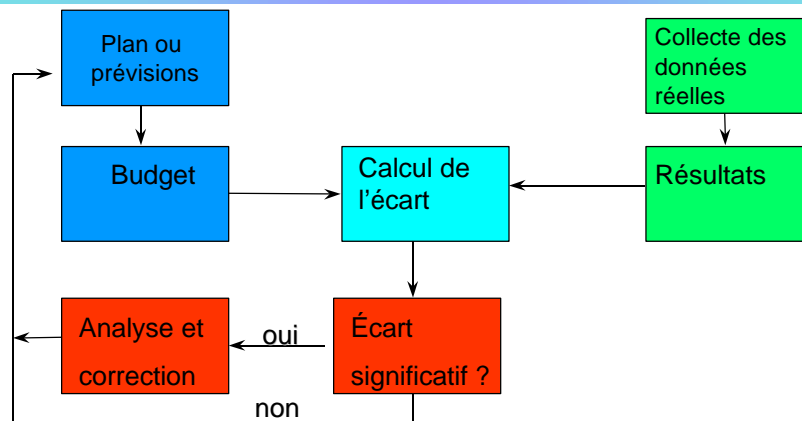 Plan ou
prévisions
Collecte des
données
réelles
Budget
Calcul de
l'écart
Résultats
Analyse et
correction
oui
Écart
significatif ?
non